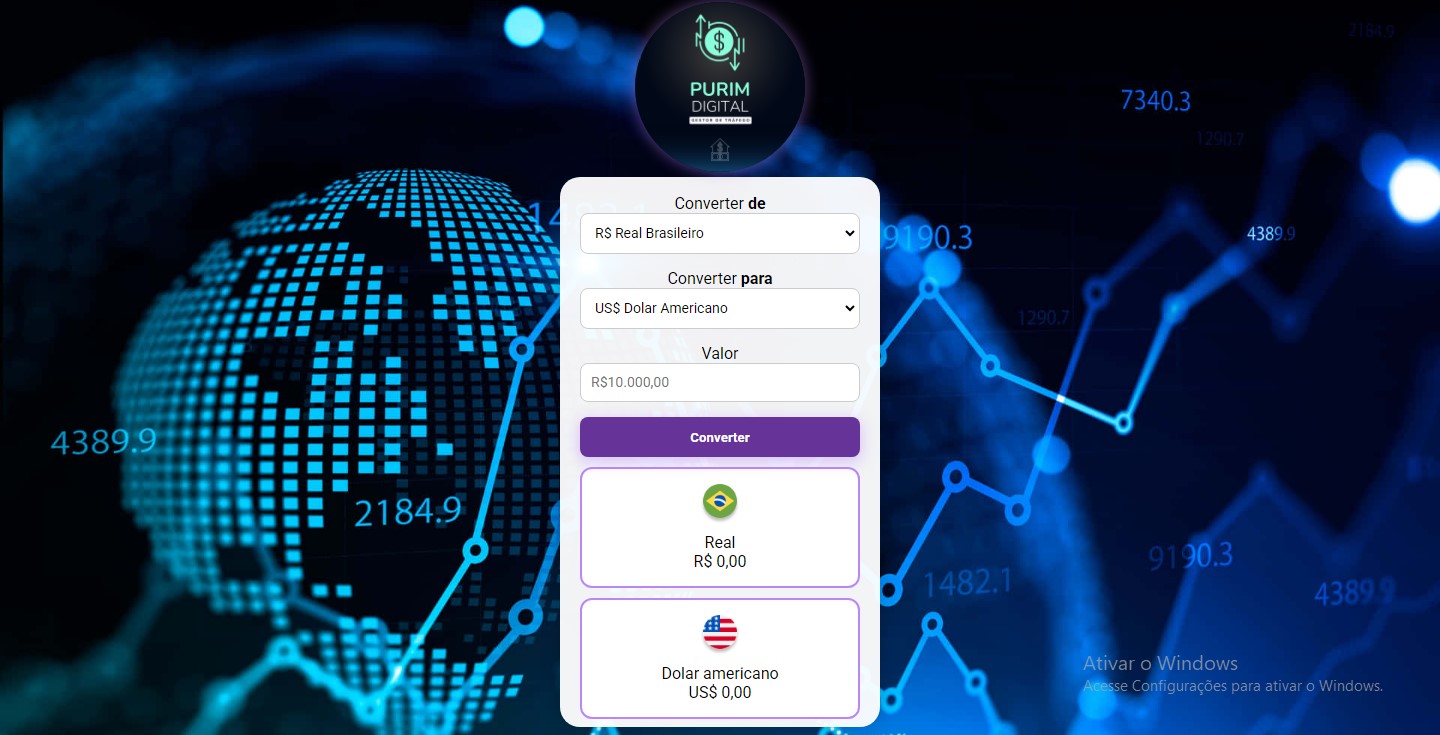 2184.9
7340.3
1290.7
PURIM
DIGITAL
GESTOR DE TRÁFEGO
Converter de
R$ Real Brasileiro
4389.9
9190.3
Converter para
US$ Dolar Americano
1290.7
Valor
R$10.000,00
Converter
4389.9
2184.9
Real
R$ 0,00
9190.3
1482.1
4389.9
Dolar americano
US$ 0,00
Ativar o Windows
Acesse Configurações para ativar o Windows.